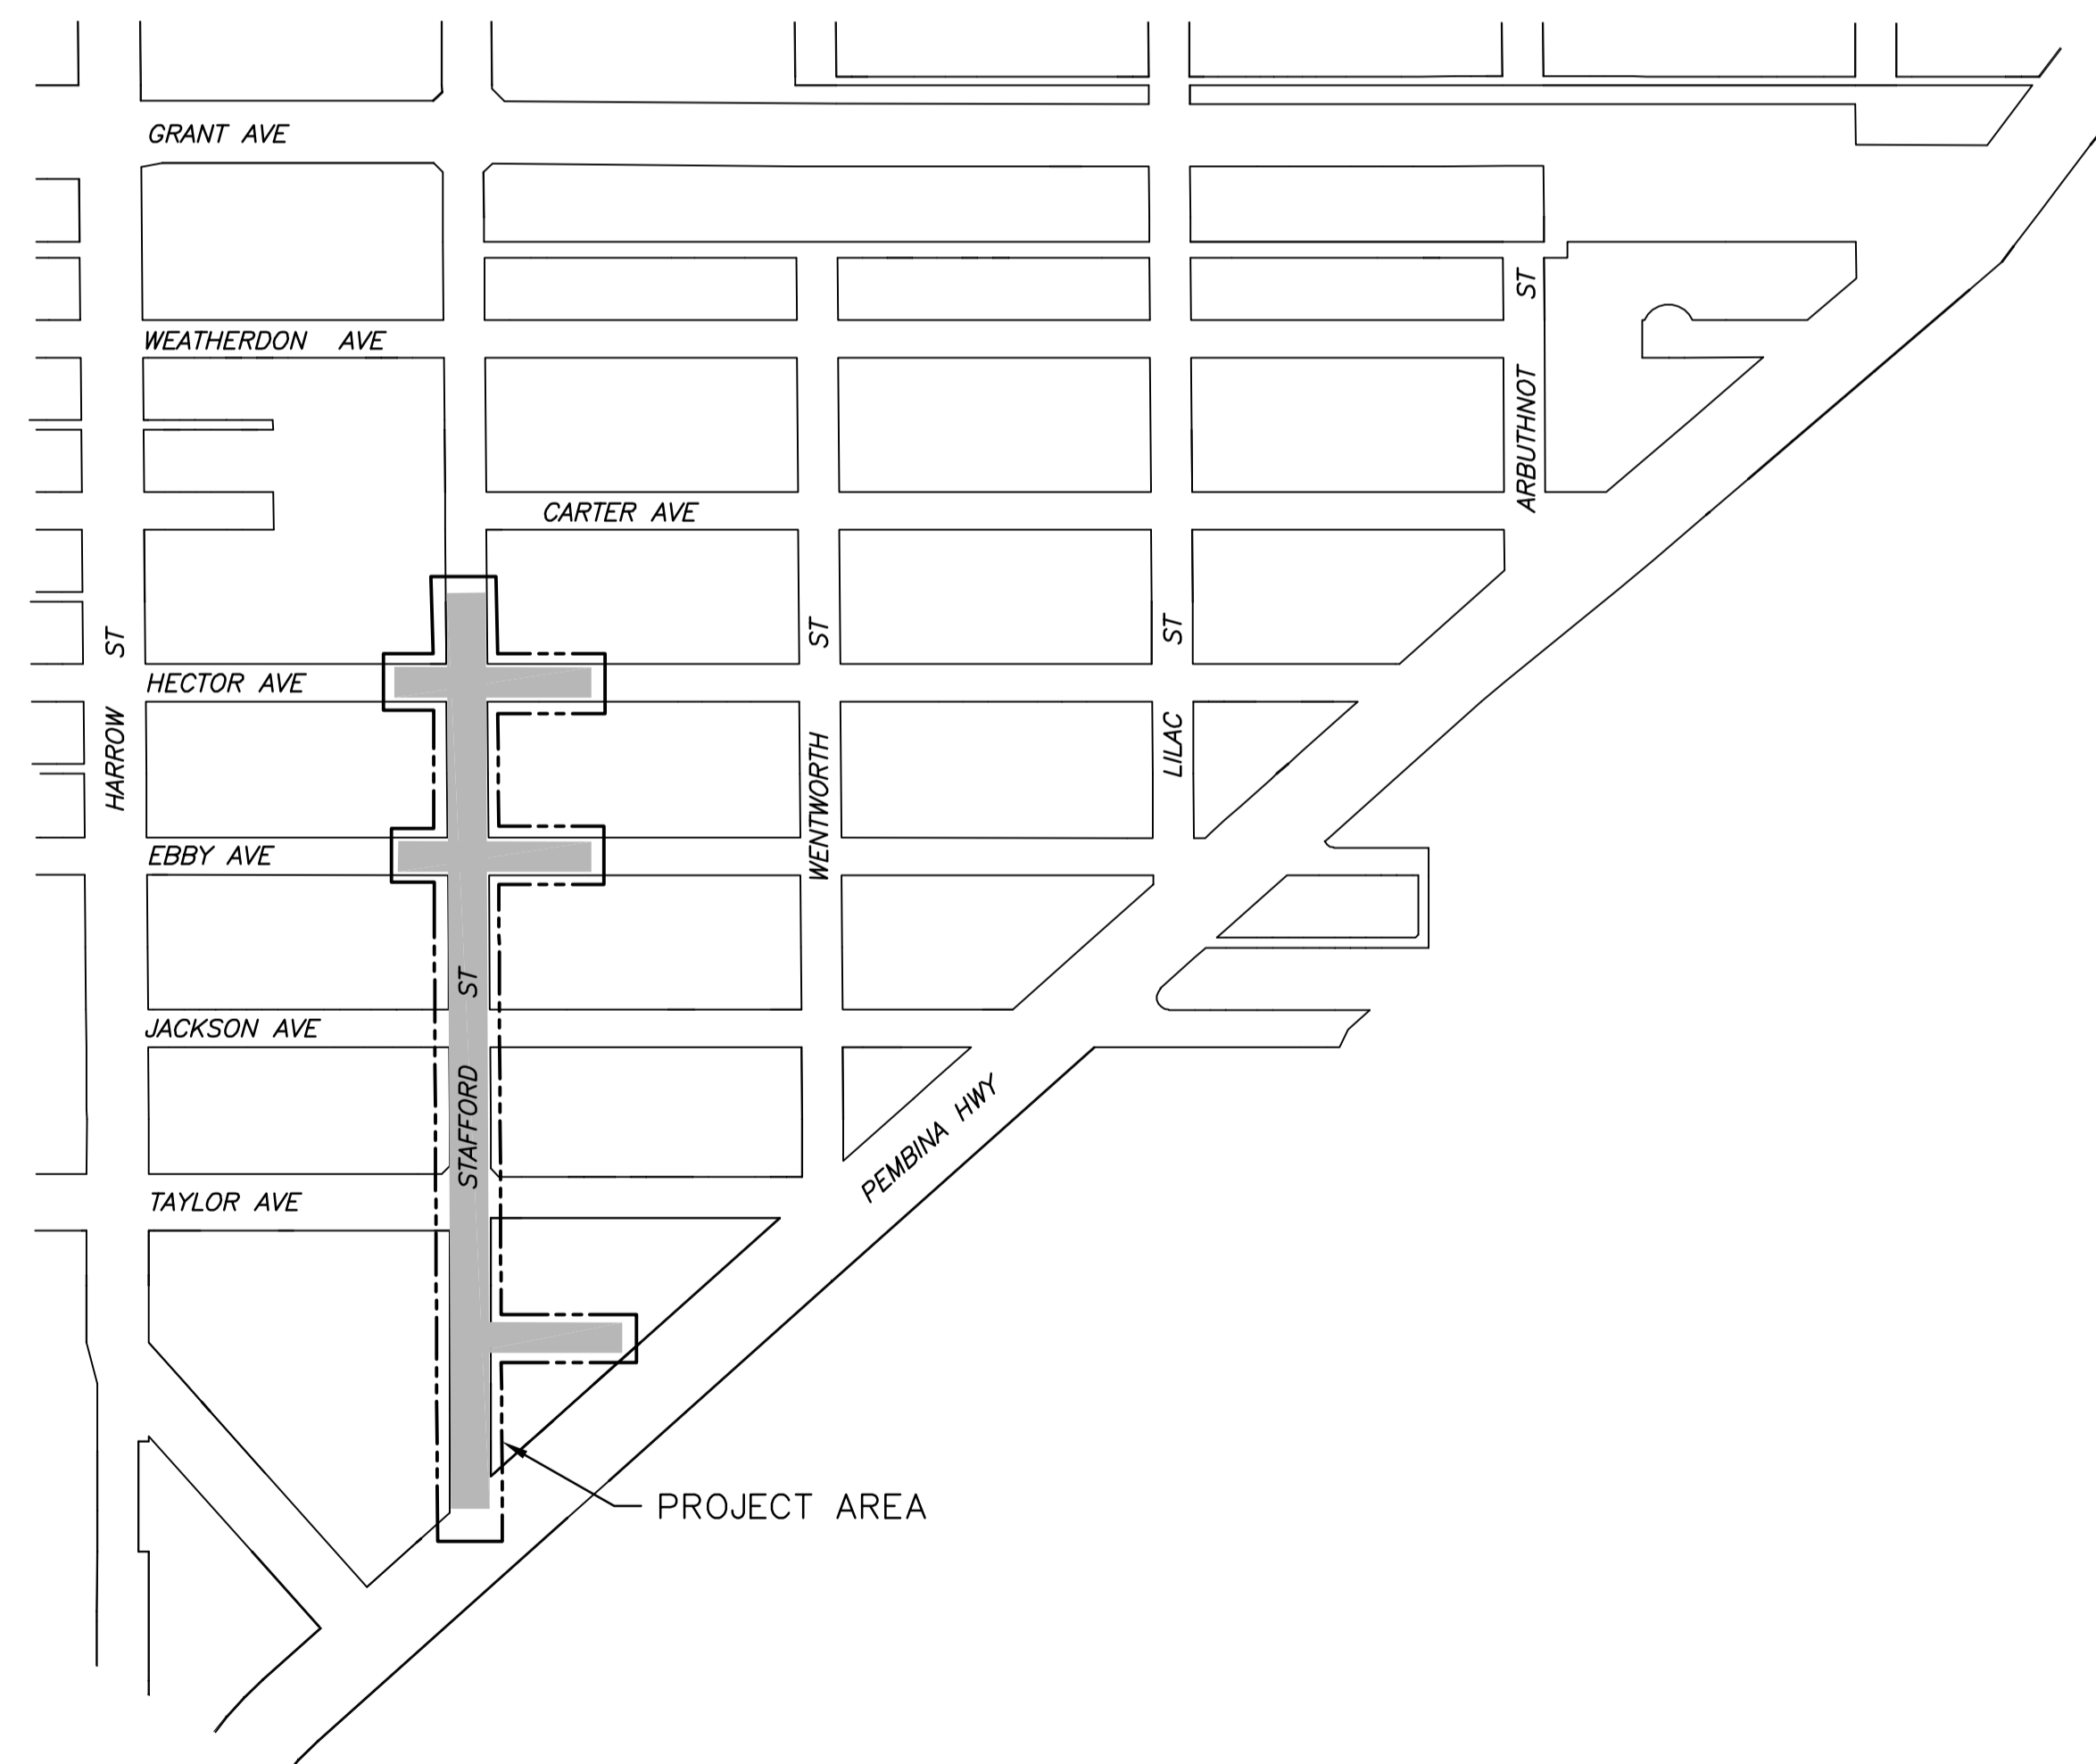 GRANT AVE
WEATHERDON AVE
CARTER AVE
ARBUTHNOT ST
HECTOR AVE
HARROW ST
WENTWORTH ST
LILAC ST
EBBY AVE
STAFFORD ST
JACKSON AVE
PEMBINA HWY
TAYLOR AVE
PROJECT AREA